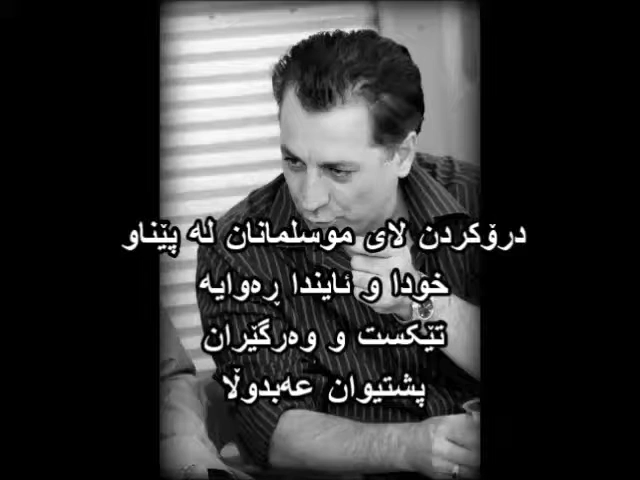 درۆکردن لای موسلمانان لە پێناو
خودا و ئایندا ڕەوایە
تێکست و وەرگێران
پشتیوان عەبدوڵا